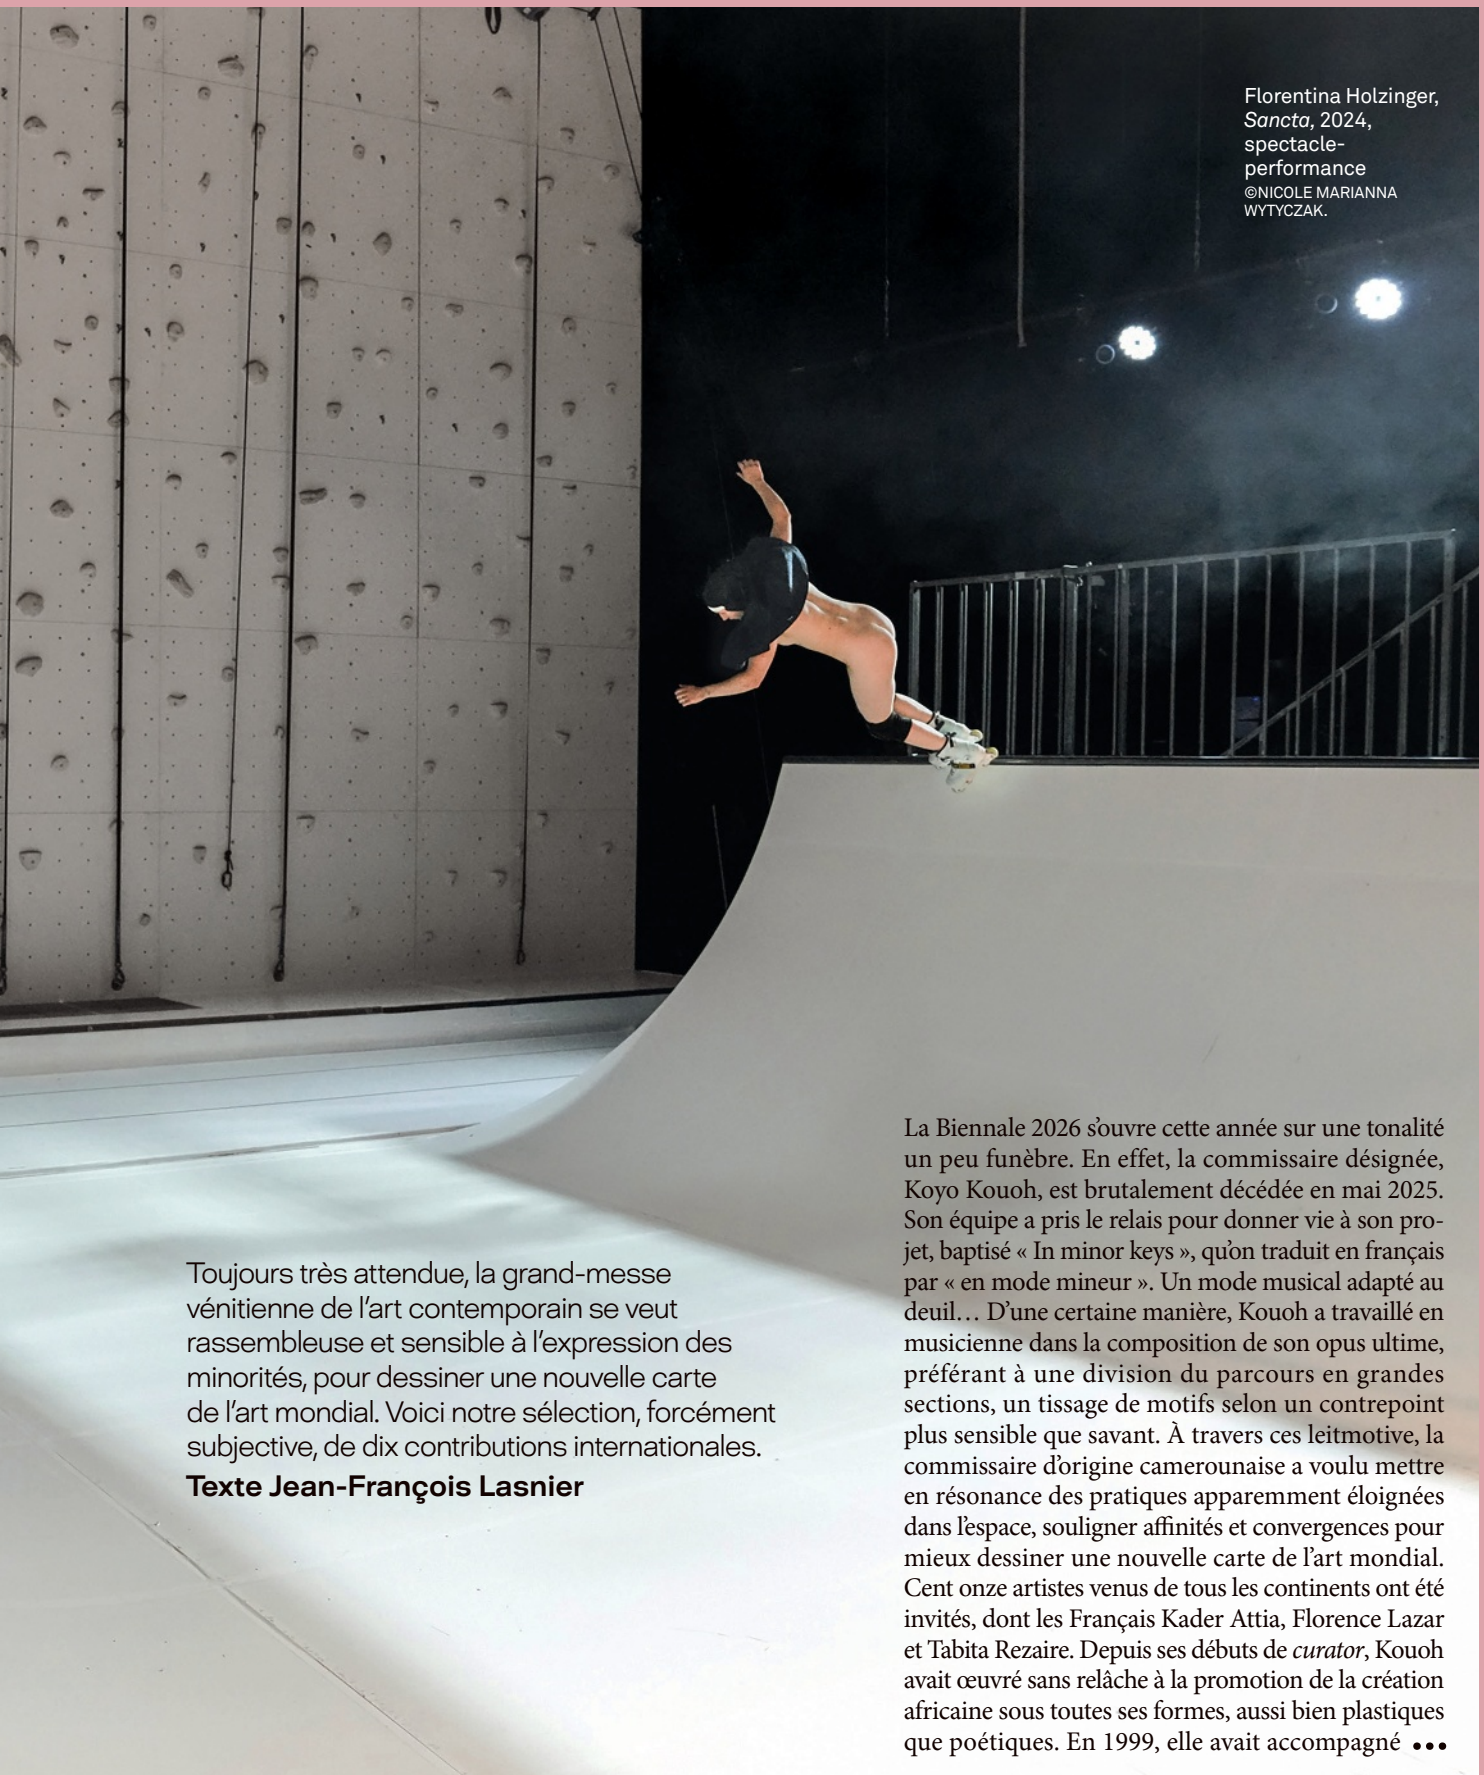 Florentina Holzinger,
Sancta, 2024,
spectacle-
performance
©NICOLE MARIANNA
WYTYCZAK.
Toujours très attendue, la grand-messe
vénitienne de l'art contemporain se veut
rassembleuse et sensible à l'expression des
minorités, pour dessiner une nouvelle carte
de l'art mondial. Voici notre sélection, forcément
subjective, de dix contributions internationales.
Texte Jean-François Lasnier
La Biennale 2026 s'ouvre cette année sur une tonalité
un peu funèbre. En effet, la commissaire désignée,
Koyo Kouoh, est brutalement décédée en mai 2025.
Son équipe a pris le relais pour donner vie à son pro-
jet, baptisé « In minor keys », qu'on traduit en français
par « en mode mineur ». Un mode musical adapté au
deuil… D'une certaine manière, Kouoh a travaillé en
musicienne dans la composition de son opus ultime,
préférant à une division du parcours en grandes
sections, un tissage de motifs selon un contrepoint
plus sensible que savant. À travers ces leitmotive, la
commissaire d'origine camerounaise a voulu mettre
en résonance des pratiques apparemment éloignées
dans l'espace, souligner affinités et convergences pour
mieux dessiner une nouvelle carte de l'art mondial.
Cent onze artistes venus de tous les continents ont été
invités, dont les Français Kader Attia, Florence Lazar
et Tabita Rezaire. Depuis ses débuts de curator, Kouoh
avait œuvré sans relâche à la promotion de la création
africaine sous toutes ses formes, aussi bien plastiques
que poétiques. En 1999, elle avait accompagné •••